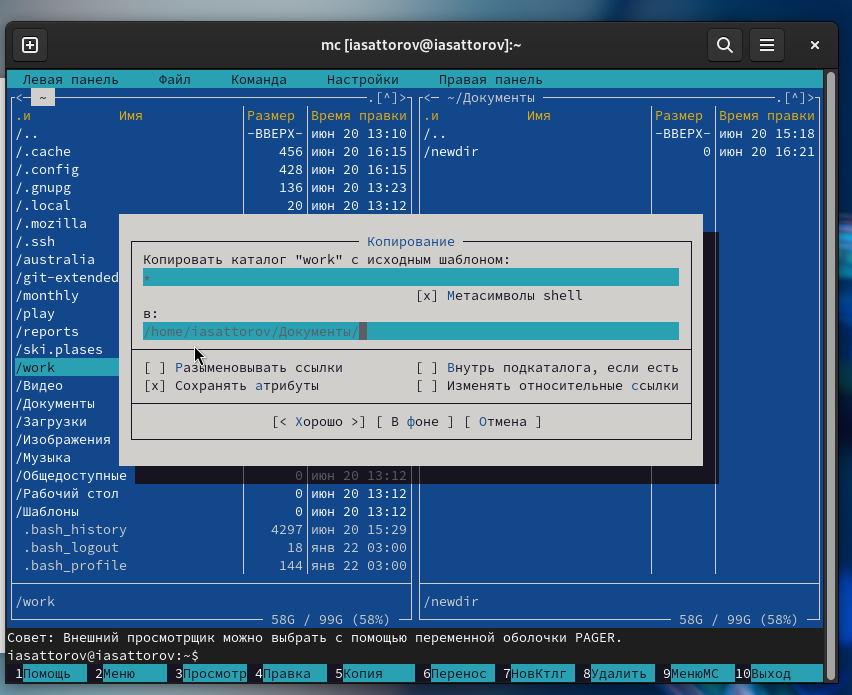 mc [iasattorov@iasattorov]:~
Левая панель Файл Команда Настройки Правая панель
<— ~ .[^]> <— ~/Документы .[^]>
.и Имя Размер Время правки .и Имя Размер Время правки
/.. -ВВЕРХ- июн 20 13:10 /.. -ВВЕРХ- июн 20 15:18
/.cache 456 июн 20 16:15 /newdir 0 июн 20 16:21
/.config 428 июн 20 16:15
/.gnupg 136 июн 20 13:23
/.local 20 июн 20 13:12
/.mozilla
/.ssh
/australia
/git-extended
/monthly
/play
/reports
/ski.plases
/work
/Видео
/Документы
/Загрузки
/Изображения
/Музыка
Копирование
Копировать каталог "work" с исходным шаблоном:
*
[x] Метасимволы shell
в:
/home/iasattorov/Документы/
[ ] Разыменовывать ссылки [ ] Внутрь подкаталога, если есть
[x] Сохранять атрибуты [ ] Изменять относительные ссылки
[< Хорошо >] [ В фоне ] [ Отмена ]
/Общедоступные 0 июн 20 13:12
/Рабочий стол 0 июн 20 13:12
/Шаблоны 0 июн 20 13:12
.bash_history 4297 июн 20 15:29
.bash_logout 18 янв 22 03:00
.bash_profile 144 янв 22 03:00
/work /newdir
58G / 99G (58%) 58G / 99G (58%)
Совет: Внешний просмотрщик можно выбрать с помощью переменной оболочки PAGER.
iasattorov@iasattorov:~$
1Помощь 2Меню 3Просмотр 4Правка 5Копия 6Перенос 7НовКтлг 8Удалить 9МенюМС 10Выход